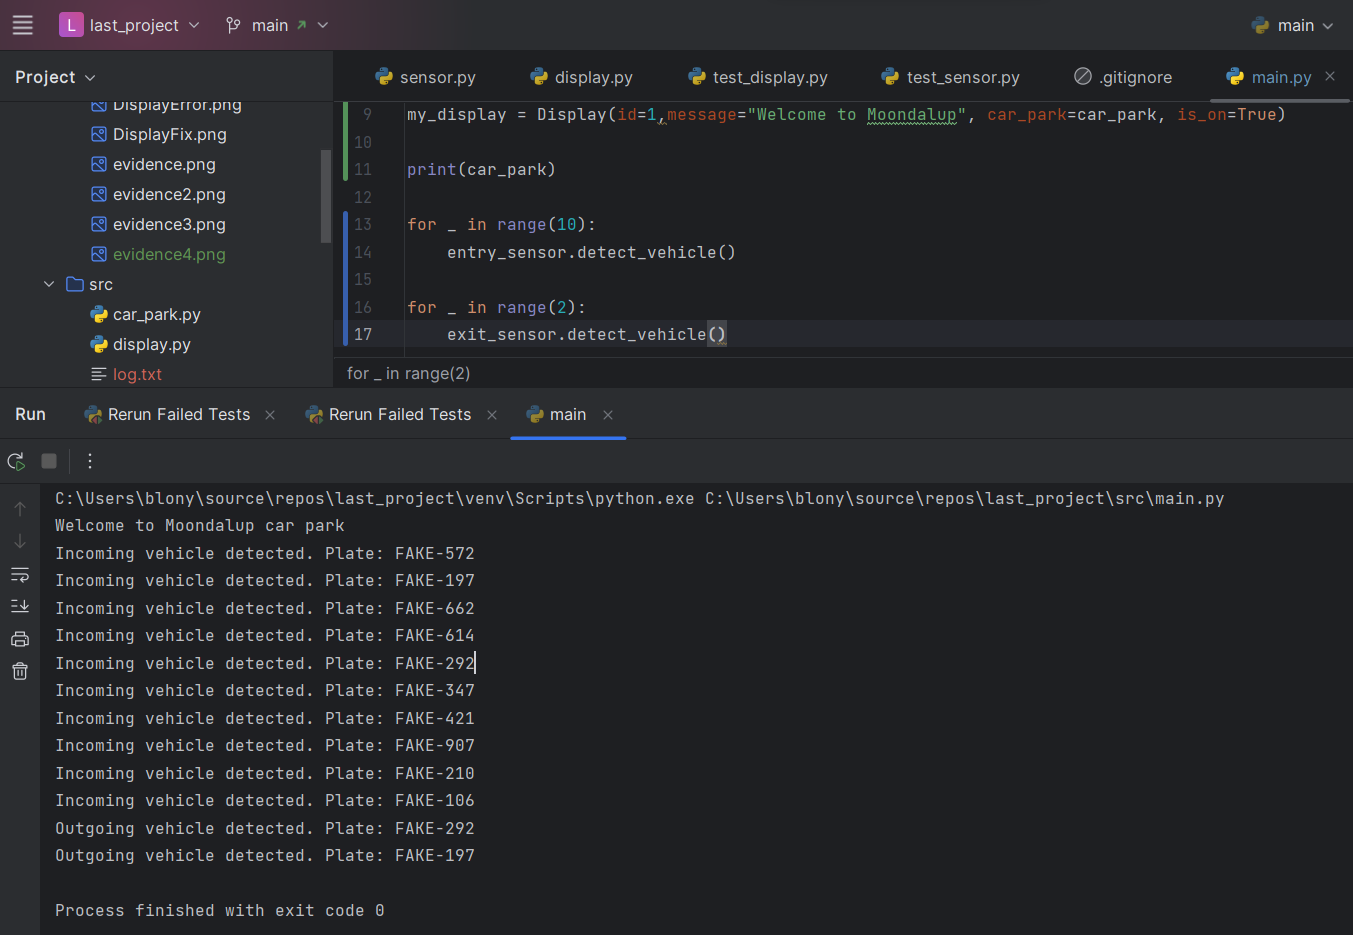 L last_project main main
Project sensor.py display.py test_display.py test_sensor.py .gitignore main.py
DisplayError.png
DisplayFix.png
evidence.png
evidence2.png
evidence3.png
evidence4.png
src
car_park.py
display.py
log.txt
9 my_display = Display(id=1,message="Welcome to Moondalup", car_park=car_park, is_on=True)
10
11 print(car_park)
12
13 for _ in range(10):
14 entry_sensor.detect_vehicle()
15
16 for _ in range(2):
17 exit_sensor.detect_vehicle()
for _ in range(2)
Run Rerun Failed Tests Rerun Failed Tests main
C:\Users\blony\source\repos\last_project\venv\Scripts\python.exe C:\Users\blony\source\repos\last_project\src\main.py
Welcome to Moondalup car park
Incoming vehicle detected. Plate: FAKE-572
Incoming vehicle detected. Plate: FAKE-197
Incoming vehicle detected. Plate: FAKE-662
Incoming vehicle detected. Plate: FAKE-614
Incoming vehicle detected. Plate: FAKE-292
Incoming vehicle detected. Plate: FAKE-347
Incoming vehicle detected. Plate: FAKE-421
Incoming vehicle detected. Plate: FAKE-907
Incoming vehicle detected. Plate: FAKE-210
Incoming vehicle detected. Plate: FAKE-106
Outgoing vehicle detected. Plate: FAKE-292
Outgoing vehicle detected. Plate: FAKE-197
Process finished with exit code 0